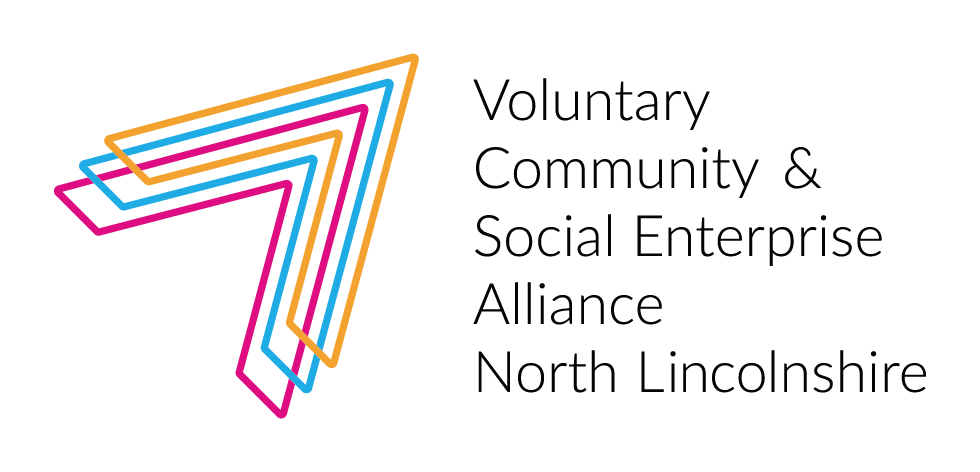 Voluntary
Community &
Social Enterprise
Alliance
North Lincolnshire